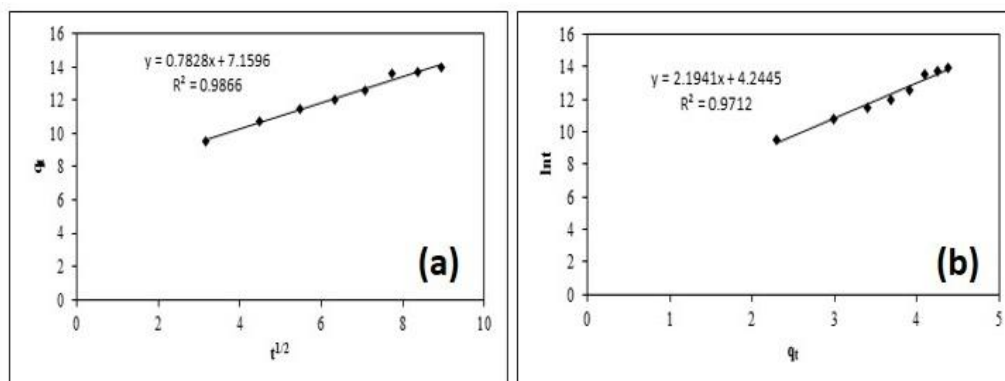 16
14
12
10
8
6
4
2
0
qt
y = 0.7828x + 7.1596
R² = 0.9866
(a)
0 2 4 6 8 10
t1/2
16
14
12
10
8
6
4
2
0
lnt
y = 2.1941x + 4.2445
R² = 0.9712
(b)
0 1 2 3 4 5
qt